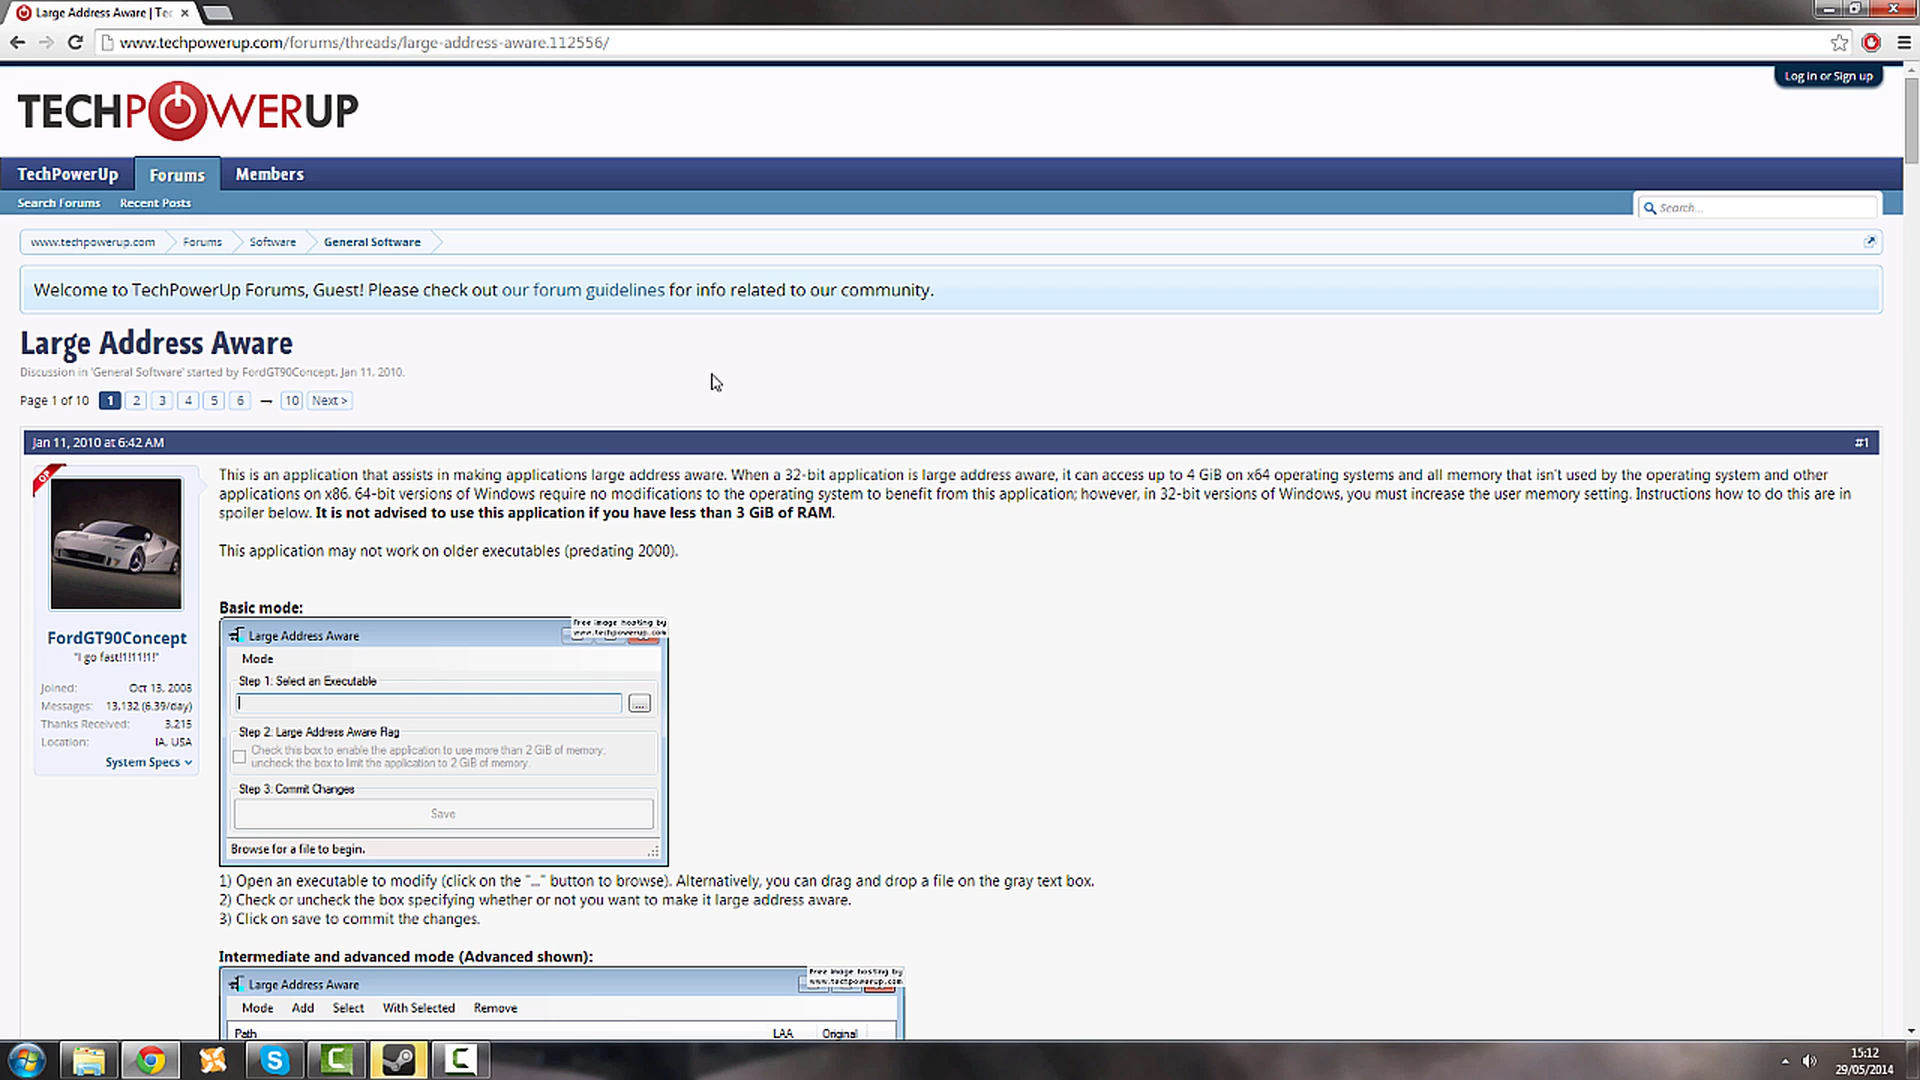 Large Address Aware | Tec
www.techpowerup.com/forums/threads/large-address-aware.112556/
Log in or Sign up
TECHPOWERUP
TechPowerUp Forums Members
Search Forums Recent Posts
Search...
www.techpowerup.com Forums Software General Software
Welcome to TechPowerUp Forums, Guest! Please check out our forum guidelines for info related to our community.
Large Address Aware
Discussion in 'General Software' started by FordGT90Concept, Jan 11, 2010.
Page 1 of 10 1 2 3 4 5 6 → 10 Next >
Jan 11, 2010 at 6:42 AM #1
OP
This is an application that assists in making applications large address aware. When a 32-bit application is large address aware, it can access up to 4 GiB on x64 operating systems and all memory that isn't used by the operating system and other
applications on x86. 64-bit versions of Windows require no modifications to the operating system to benefit from this application; however, in 32-bit versions of Windows, you must increase the user memory setting. Instructions how to do this are in
spoiler below. It is not advised to use this application if you have less than 3 GiB of RAM.
This application may not work on older executables (predating 2000).
FordGT90Concept
"I go fast!1!11!1!"
Joined: Oct 13, 2008
Messages: 13,132 (6.39/day)
Thanks Received: 3,215
Location: IA, USA
System Specs
Basic mode:
Free image hosting by
www.techpowerup.com
Large Address Aware
Mode
Step 1: Select an Executable
...
Step 2: Large Address Aware Flag
Check this box to enable the application to use more than 2 GiB of memory;
uncheck the box to limit the application to 2 GiB of memory.
Step 3: Commit Changes
Save
Browse for a file to begin.
1) Open an executable to modify (click on the "..." button to browse). Alternatively, you can drag and drop a file on the gray text box.
2) Check or uncheck the box specifying whether or not you want to make it large address aware.
3) Click on save to commit the changes.
Intermediate and advanced mode (Advanced shown):
Free image hosting by
www.techpowerup.com
Large Address Aware
Mode Add Select With Selected Remove
Path LAA Original
15:12
29/05/2014